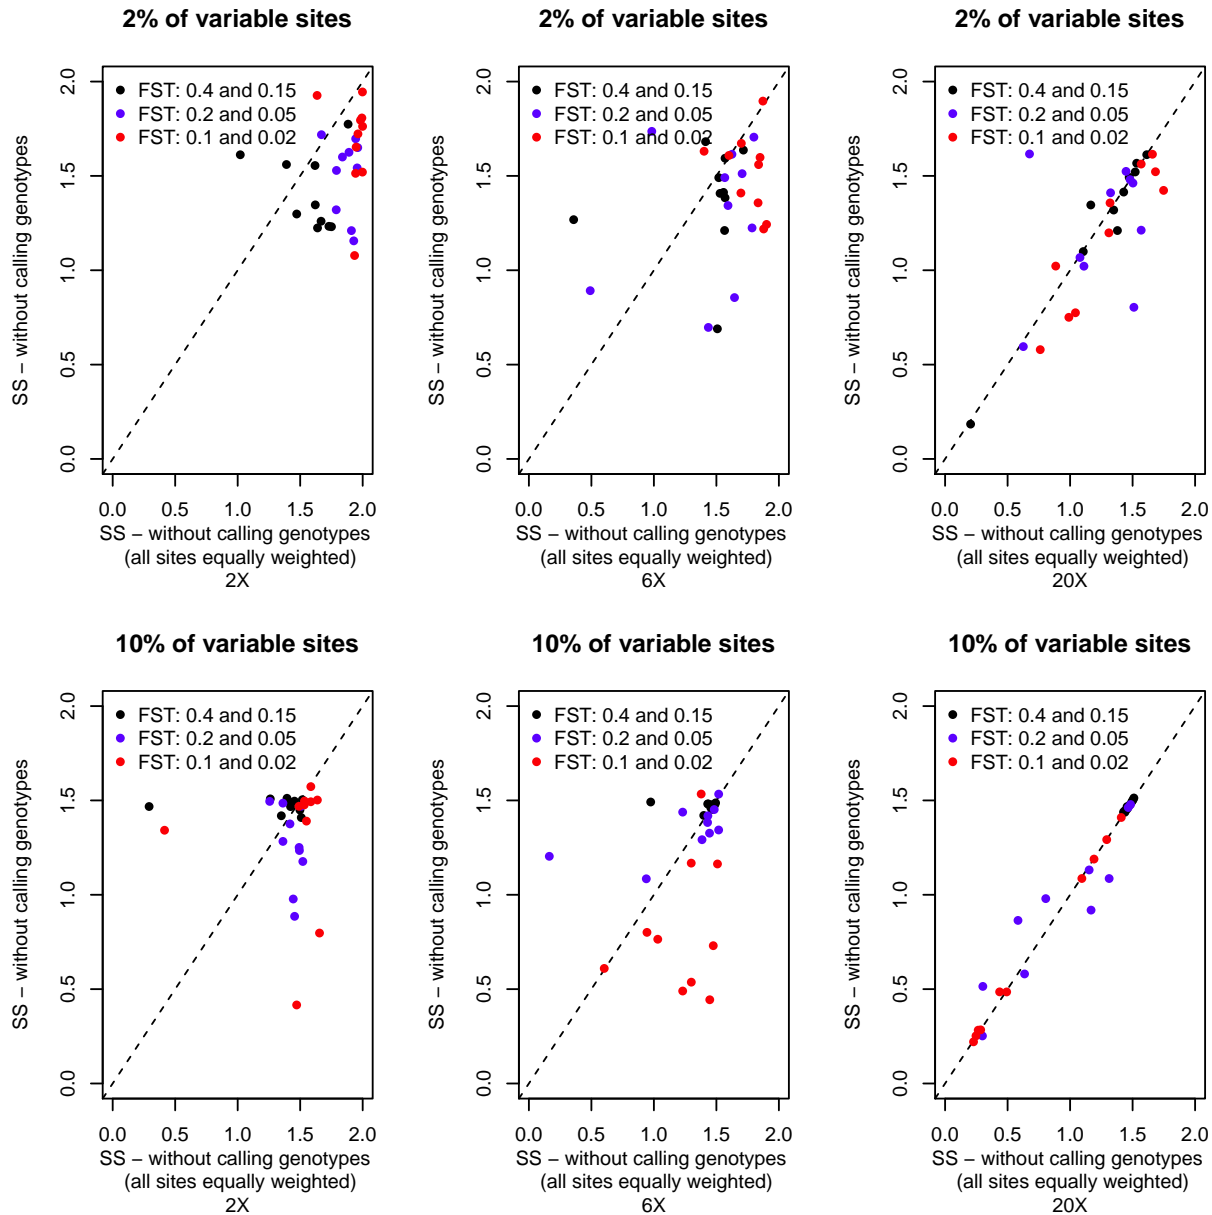 2% of variable sites
2.0
1.5
1.0
0.5
0.0
SS − without calling genotypes
FST: 0.4 and 0.15
FST: 0.2 and 0.05
FST: 0.1 and 0.02
0.0 0.5 1.0 1.5 2.0
SS − without calling genotypes
(all sites equally weighted)
2X
2% of variable sites
2.0
1.5
1.0
0.5
0.0
SS − without calling genotypes
FST: 0.4 and 0.15
FST: 0.2 and 0.05
FST: 0.1 and 0.02
0.0 0.5 1.0 1.5 2.0
SS − without calling genotypes
(all sites equally weighted)
6X
2% of variable sites
2.0
1.5
1.0
0.5
0.0
SS − without calling genotypes
FST: 0.4 and 0.15
FST: 0.2 and 0.05
FST: 0.1 and 0.02
0.0 0.5 1.0 1.5 2.0
SS − without calling genotypes
(all sites equally weighted)
20X
10% of variable sites
2.0
1.5
1.0
0.5
0.0
SS − without calling genotypes
FST: 0.4 and 0.15
FST: 0.2 and 0.05
FST: 0.1 and 0.02
0.0 0.5 1.0 1.5 2.0
SS − without calling genotypes
(all sites equally weighted)
2X
10% of variable sites
2.0
1.5
1.0
0.5
0.0
SS − without calling genotypes
FST: 0.4 and 0.15
FST: 0.2 and 0.05
FST: 0.1 and 0.02
0.0 0.5 1.0 1.5 2.0
SS − without calling genotypes
(all sites equally weighted)
6X
10% of variable sites
2.0
1.5
1.0
0.5
0.0
SS − without calling genotypes
FST: 0.4 and 0.15
FST: 0.2 and 0.05
FST: 0.1 and 0.02
0.0 0.5 1.0 1.5 2.0
SS − without calling genotypes
(all sites equally weighted)
20X